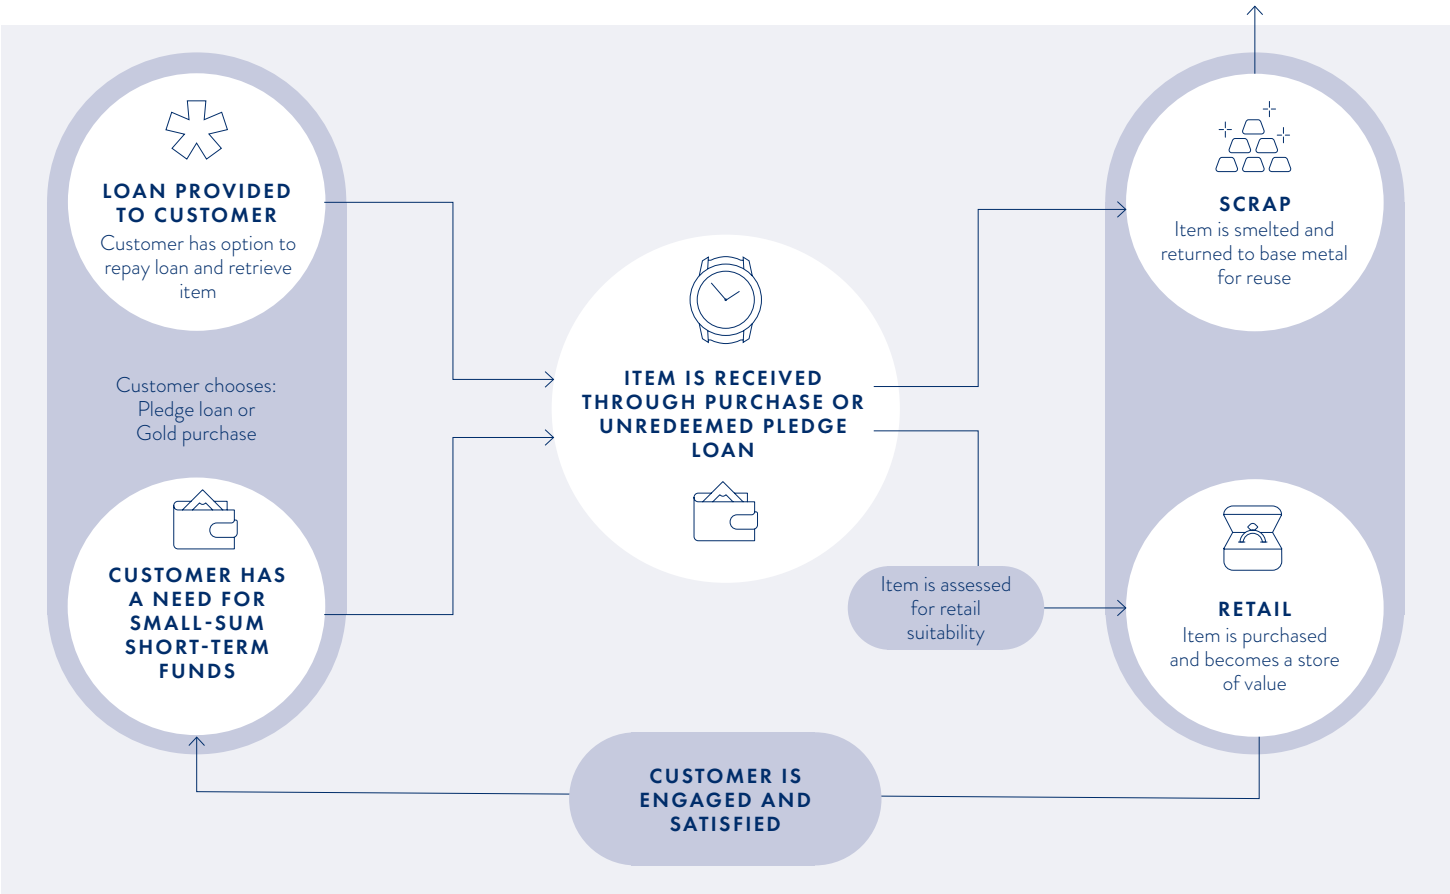 LOAN PROVIDED
TO CUSTOMER
Customer has option to
repay loan and retrieve
item
Customer chooses:
Pledge loan or
Gold purchase
CUSTOMER HAS
A NEED FOR
SMALL-SUM
SHORT-TERM
FUNDS
ITEM IS RECEIVED
THROUGH PURCHASE OR
UNREDEEMED PLEDGE
LOAN
SCRAP
Item is smelted and
returned to base metal
for reuse
Item is assessed
for retail
suitability
RETAIL
Item is purchased
and becomes a store
of value
CUSTOMER IS
ENGAGED AND
SATISFIED